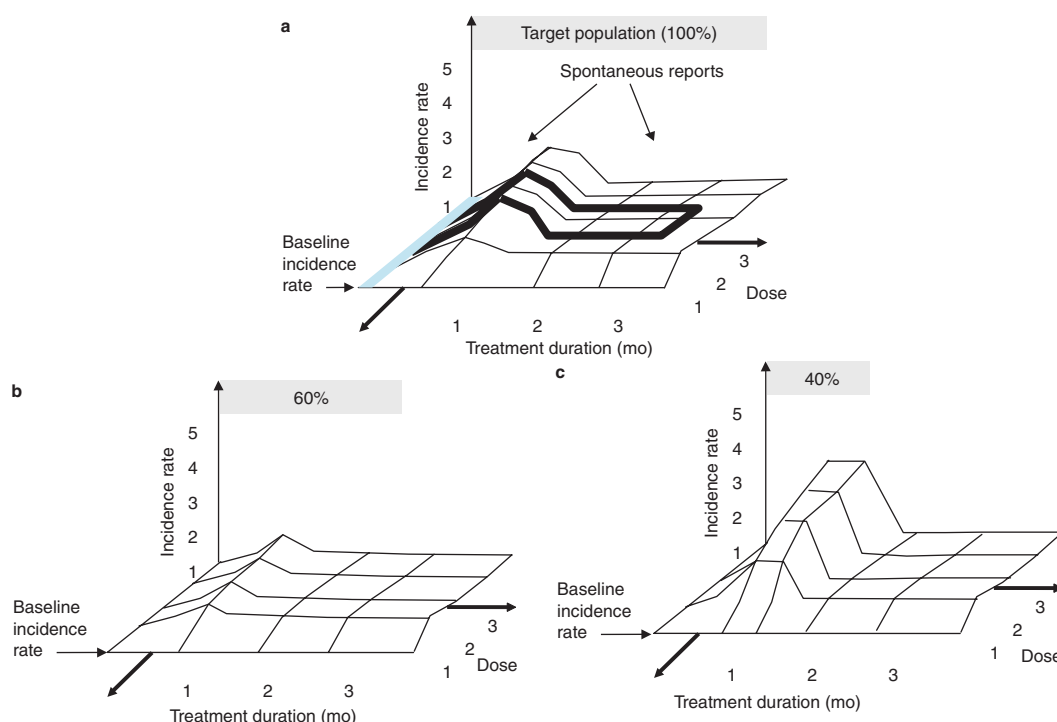 a
Target population (100%)
Spontaneous reports
Incidence rate
5
4
3
2
1
Baseline
incidence
rate
3
2
1
Dose
1 2 3
Treatment duration (mo)
b
60%
Incidence rate
5
4
3
2
1
Baseline
incidence
rate
3
2
1
Dose
1 2 3
Treatment duration (mo)
c
40%
Incidence rate
5
4
3
2
1
Baseline
incidence
rate
3
2
1
Dose
1 2 3
Treatment duration (mo)